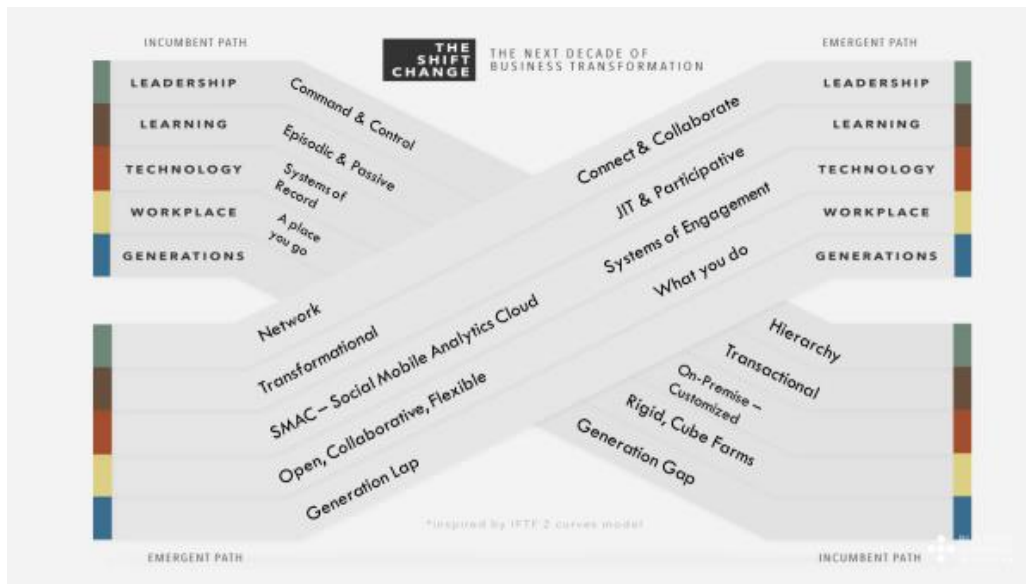 INCUMBENT PATH
THE
SHIFT
CHANGE
THE NEXT DECADE OF
BUSINESS TRANSFORMATION
EMERGENT PATH
LEADERSHIP
LEARNING
TECHNOLOGY
WORKPLACE
GENERATIONS
Command & Control
Episodic & Passive
Systems of
Record
A place
you go
Connect & Collaborate
JIT & Participative
Systems of Engagement
What you do
LEADERSHIP
LEARNING
TECHNOLOGY
WORKPLACE
GENERATIONS
Network
Transformational
SMAC – Social Mobile Analytics Cloud
Open, Collaborative, Flexible
Generation Lap
Hierarchy
Transactional
On-Premise –
Customized
Rigid, Cube Farms
Generation Gap
*inspired by IFTF 2 curves model
EMERGENT PATH
INCUMBENT PATH